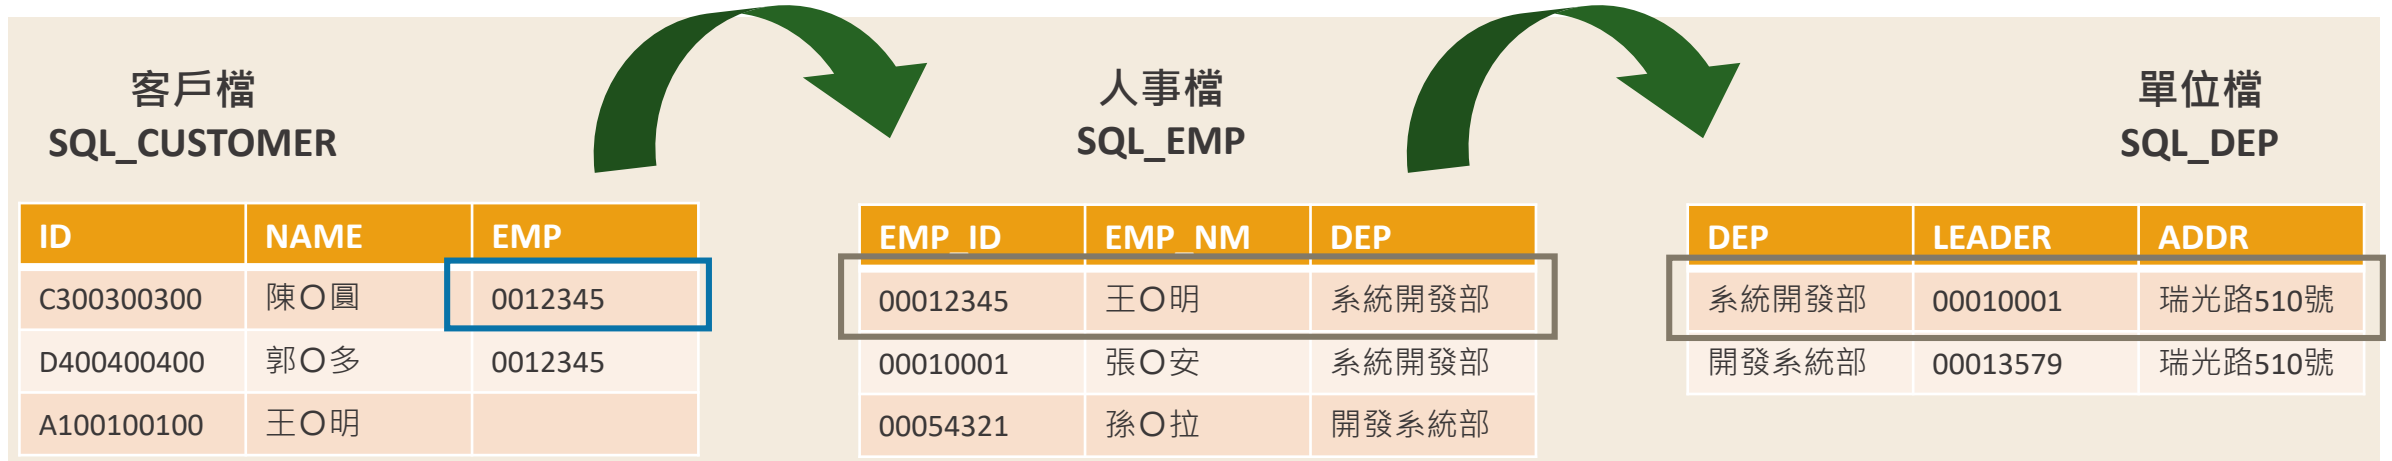 客戶檔
SQL_CUSTOMER
ID NAME EMP
C300300300 陳O圓 0012345
D400400400 郭O多 0012345
A100100100 王O明
人事檔
SQL_EMP
EMP_ID EMP_NM DEP
00012345 王O明 系統開發部
00010001 張O安 系統開發部
00054321 孫O拉 開發系統部
單位檔
SQL_DEP
DEP LEADER ADDR
系統開發部 00010001 瑞光路510號
開發系統部 00013579 瑞光路510號